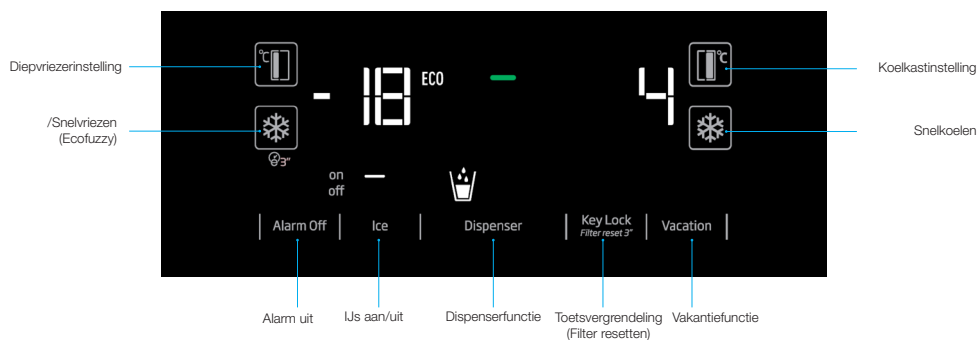 °C
°C
Diepvriezerinstelling
- 18 ECO
4
Koelkastinstelling
/Snelvriezen
(Ecofuzzy)
Snelkoelen
3"
on
off
Alarm Off
Ice
Dispenser
Key Lock
Filter reset 3"
Vacation
Alarm uit
IJs aan/uit
Dispenserfunctie
Toetsvergrendeling
(Filter resetten)
Vakantiefunctie